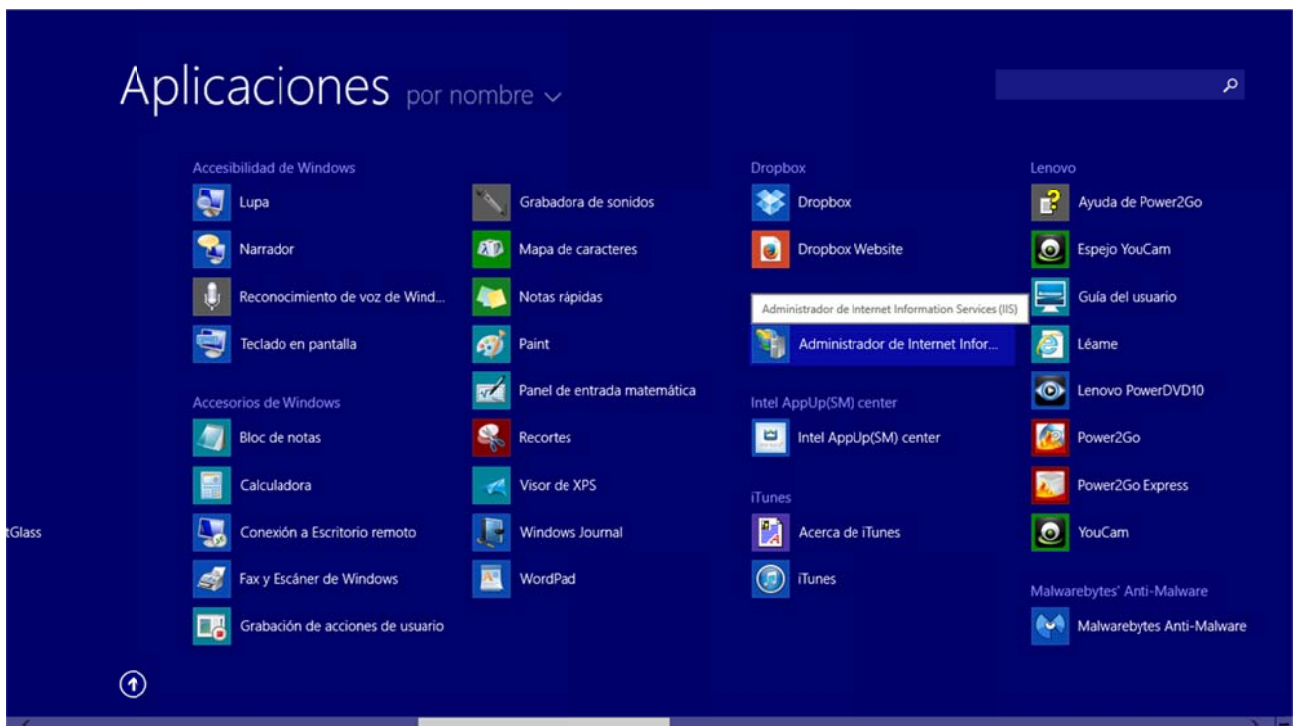 Aplicaciones por nombre
Accesibilidad de Windows
Lupa
Narrador
Reconocimiento de voz de Wind...
Teclado en pantalla
Accesorios de Windows
Bloc de notas
Calculadora
Conexión a Escritorio remoto
Fax y Escáner de Windows
Grabación de acciones de usuario
Grabadora de sonidos
Mapa de caracteres
Notas rápidas
Paint
Panel de entrada matemática
Recortes
Visor de XPS
Windows Journal
WordPad
Dropbox
Dropbox
Dropbox Website
Administrador de Internet Information Services (IIS)
Administrador de Internet Infor...
Intel AppUp(SM) center
Intel AppUp(SM) center
iTunes
Acerca de iTunes
iTunes
Lenovo
Ayuda de Power2Go
Espejo YouCam
Guía del usuario
Léame
Lenovo PowerDVD10
Power2Go
Power2Go Express
YouCam
Malwarebytes' Anti-Malware
Malwarebytes Anti-Malware
tGlass